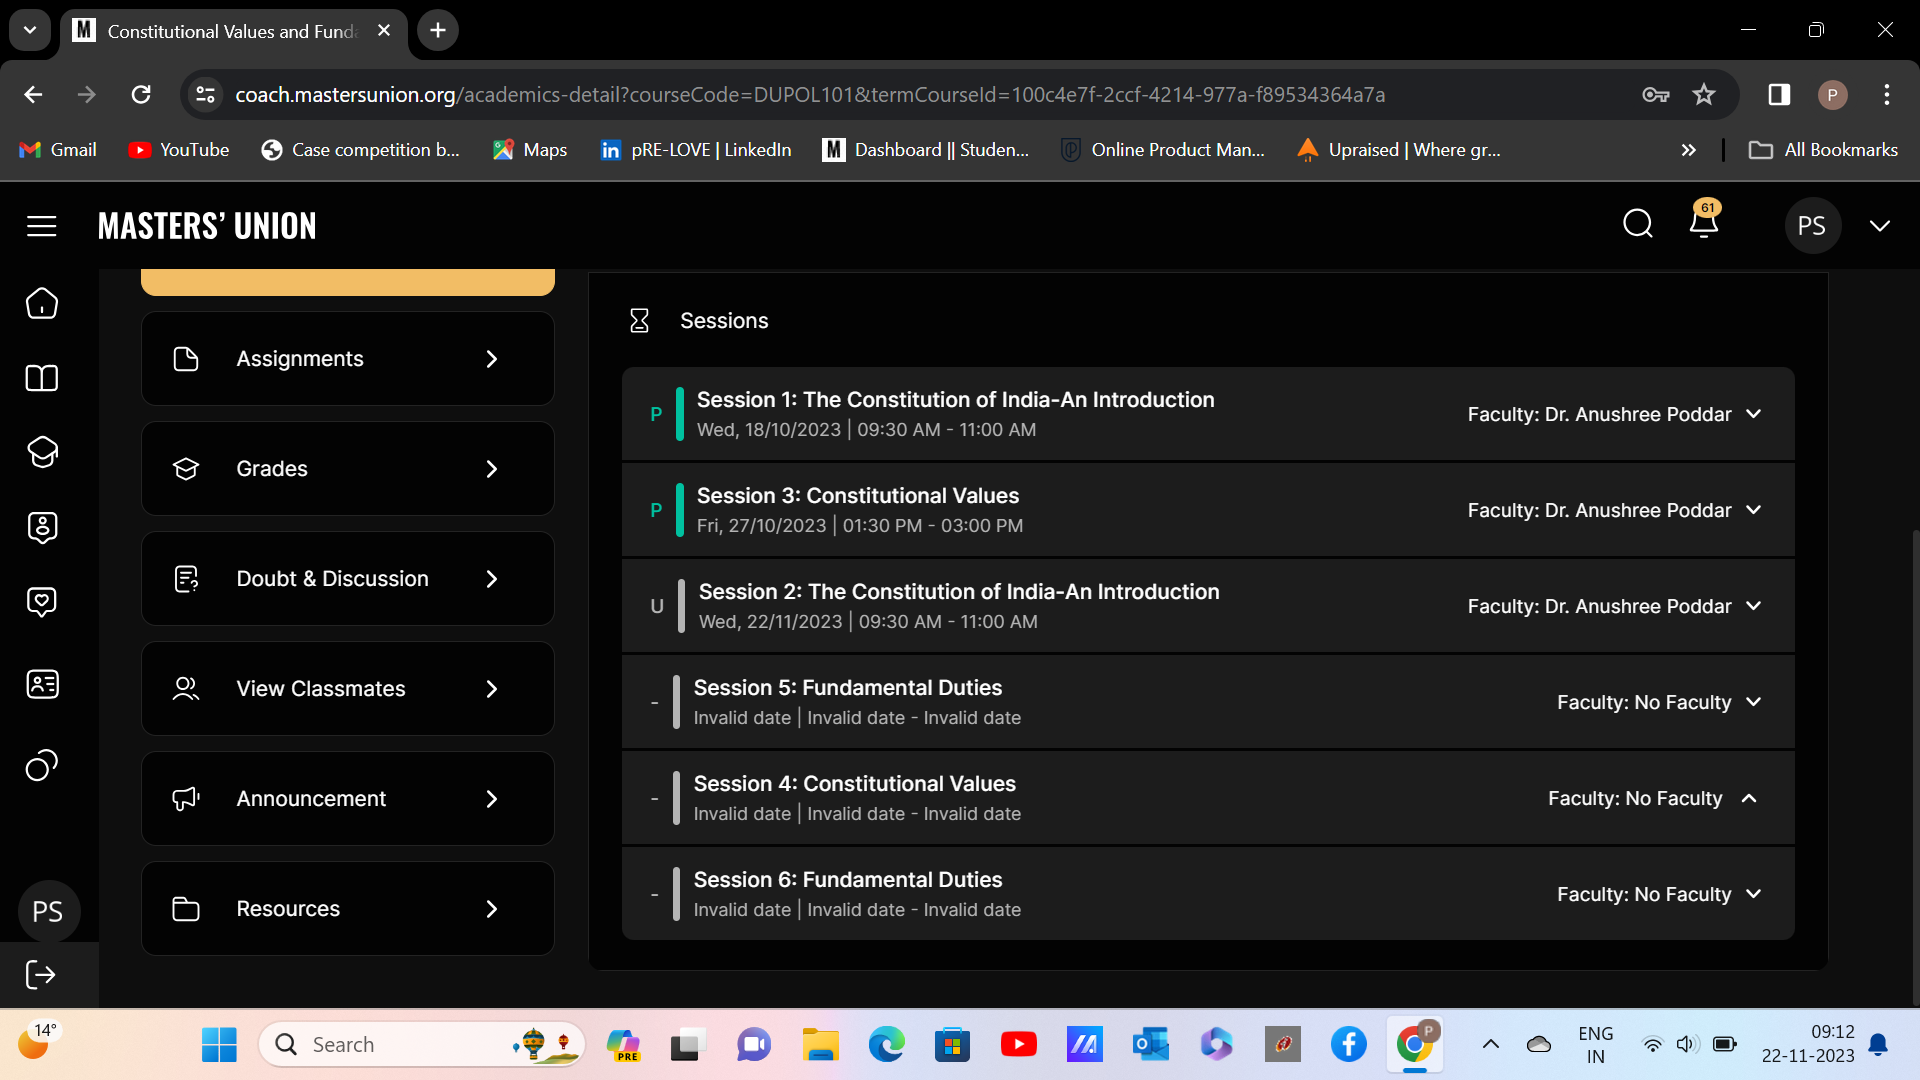 Constitutional Values and Funda
coach.mastersunion.org/academics-detail?courseCode=DUPOL101&termCourseId=100c4e7f-2ccf-4214-977a-f89534364a7a
P
Gmail
YouTube
Case competition b...
Maps
pRE-LOVE | LinkedIn
Dashboard || Studen...
Online Product Man...
Upraised | Where gr...
All Bookmarks
MASTERS' UNION
61
PS
Assignments
Grades
Doubt & Discussion
View Classmates
Announcement
Resources
PS
Sessions
P
Session 1: The Constitution of India-An Introduction
Wed, 18/10/2023 | 09:30 AM - 11:00 AM
Faculty: Dr. Anushree Poddar
P
Session 3: Constitutional Values
Fri, 27/10/2023 | 01:30 PM - 03:00 PM
Faculty: Dr. Anushree Poddar
U
Session 2: The Constitution of India-An Introduction
Wed, 22/11/2023 | 09:30 AM - 11:00 AM
Faculty: Dr. Anushree Poddar
-
Session 5: Fundamental Duties
Invalid date | Invalid date - Invalid date
Faculty: No Faculty
-
Session 4: Constitutional Values
Invalid date | Invalid date - Invalid date
Faculty: No Faculty
-
Session 6: Fundamental Duties
Invalid date | Invalid date - Invalid date
Faculty: No Faculty
14°
Search
PRE
P
ENG
IN
09:12
22-11-2023